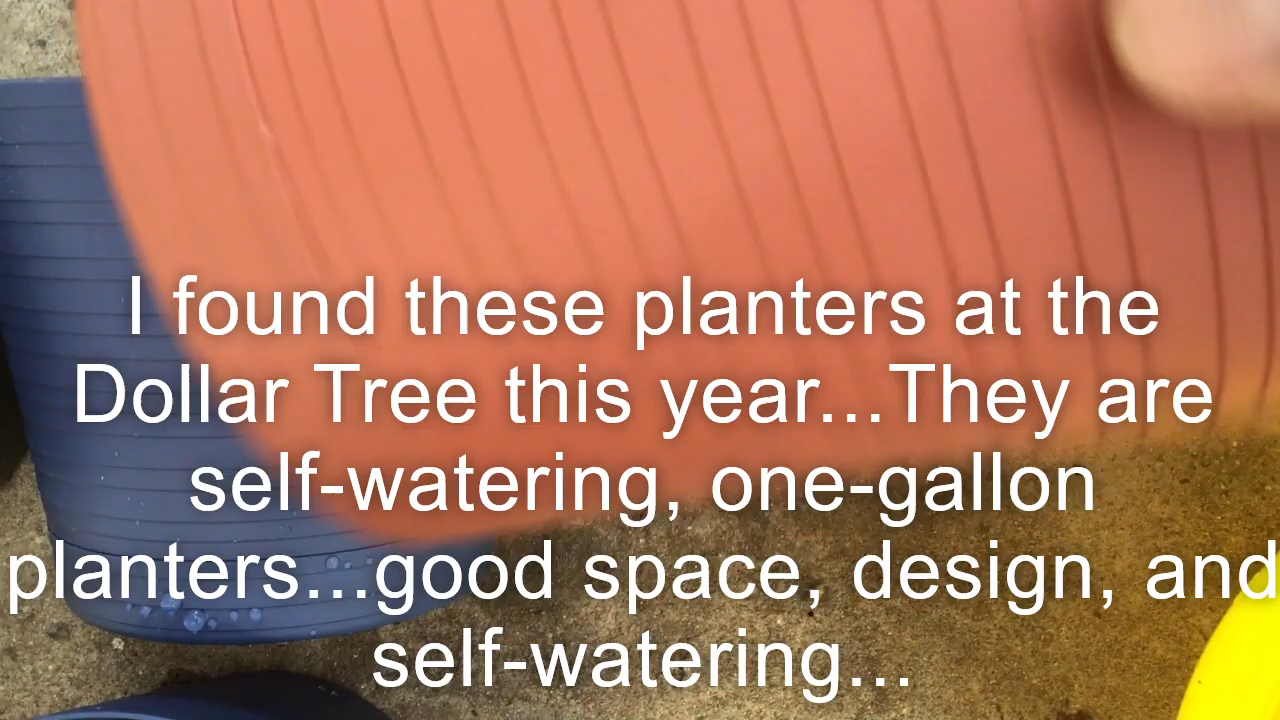 I found these planters at the
Dollar Tree this year...They are
self-watering, one-gallon
planters...good space, design, and
self-watering...